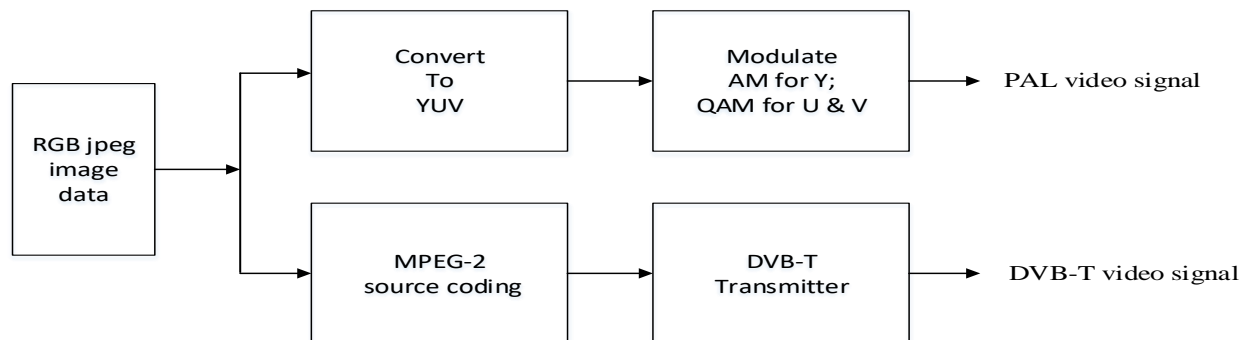 RGB jpeg
image
data
Convert
To
YUV
Modulate
AM for Y;
QAM for U & V
PAL video signal
MPEG-2
source coding
DVB-T
Transmitter
DVB-T video signal